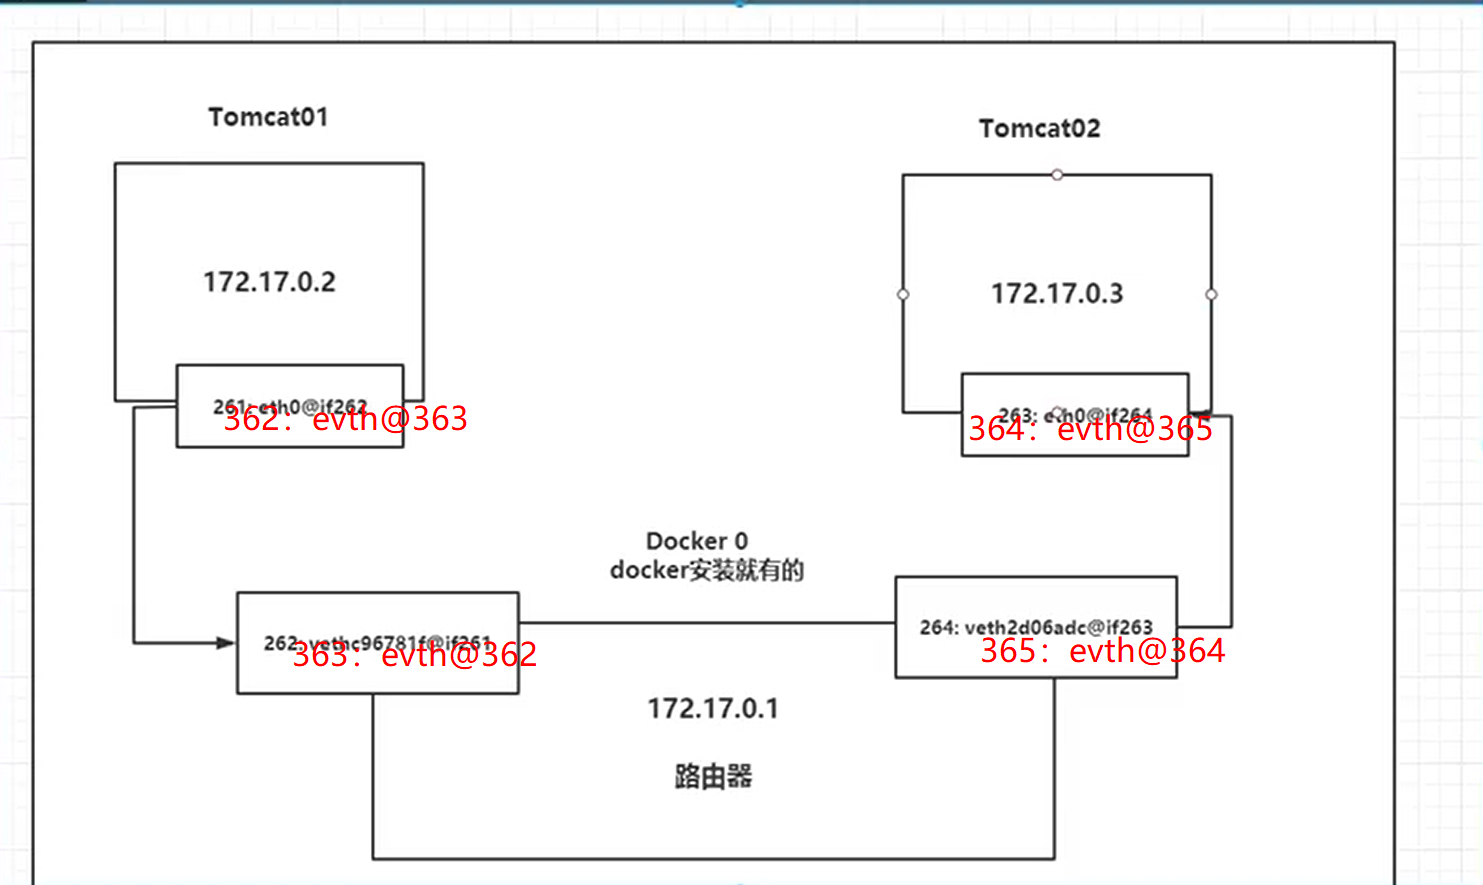 Tomcat01
Tomcat02
172.17.0.2
172.17.0.3
261: eth0@if262
362：evth@363
263: eth0@if264
364：evth@365
Docker 0
docker安装就有的
262: vethc96781f@if261
363：evth@362
264: veth2d06adc@if263
365：evth@364
172.17.0.1
路由器